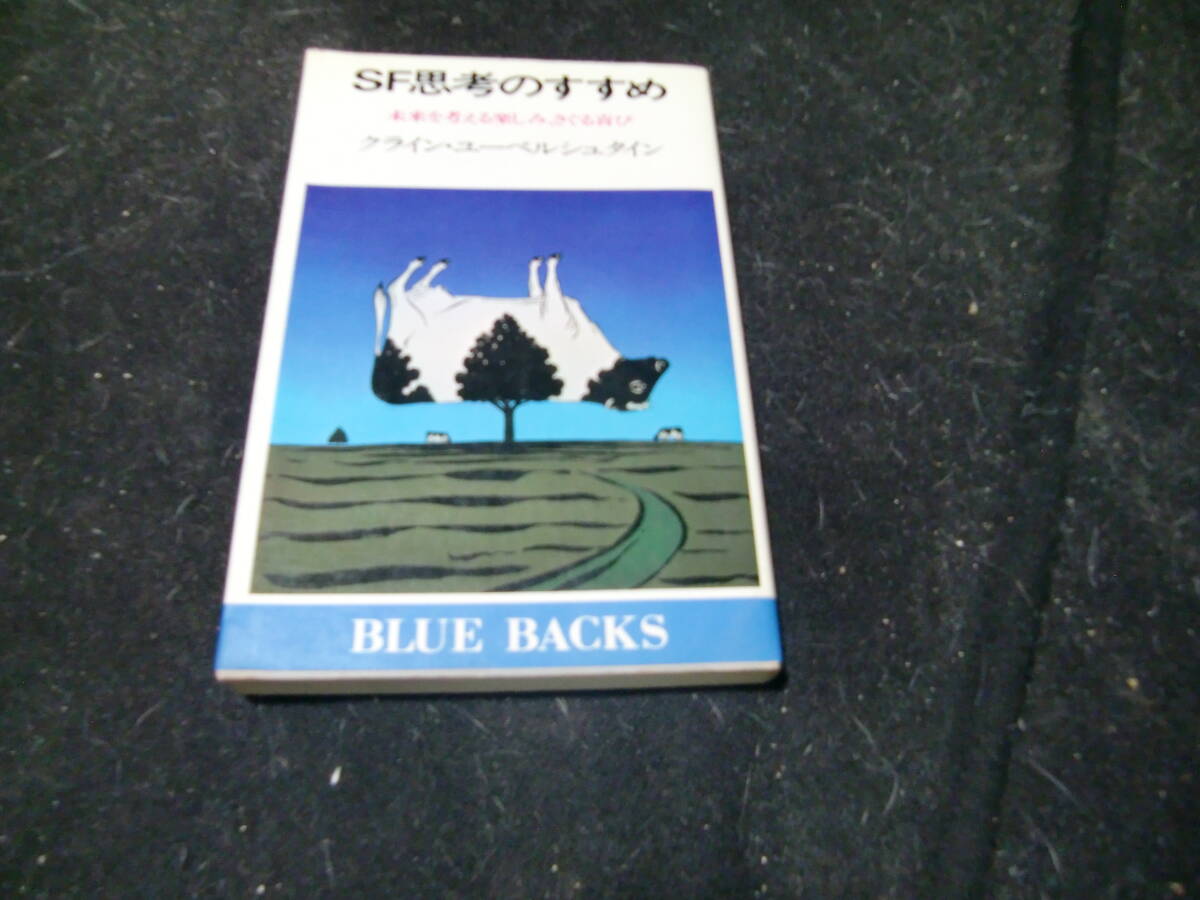 SF思考のすすめ
未来を考える楽しみ、さぐる喜び
クライン・ユーベルシュタイン
BLUE BACKS